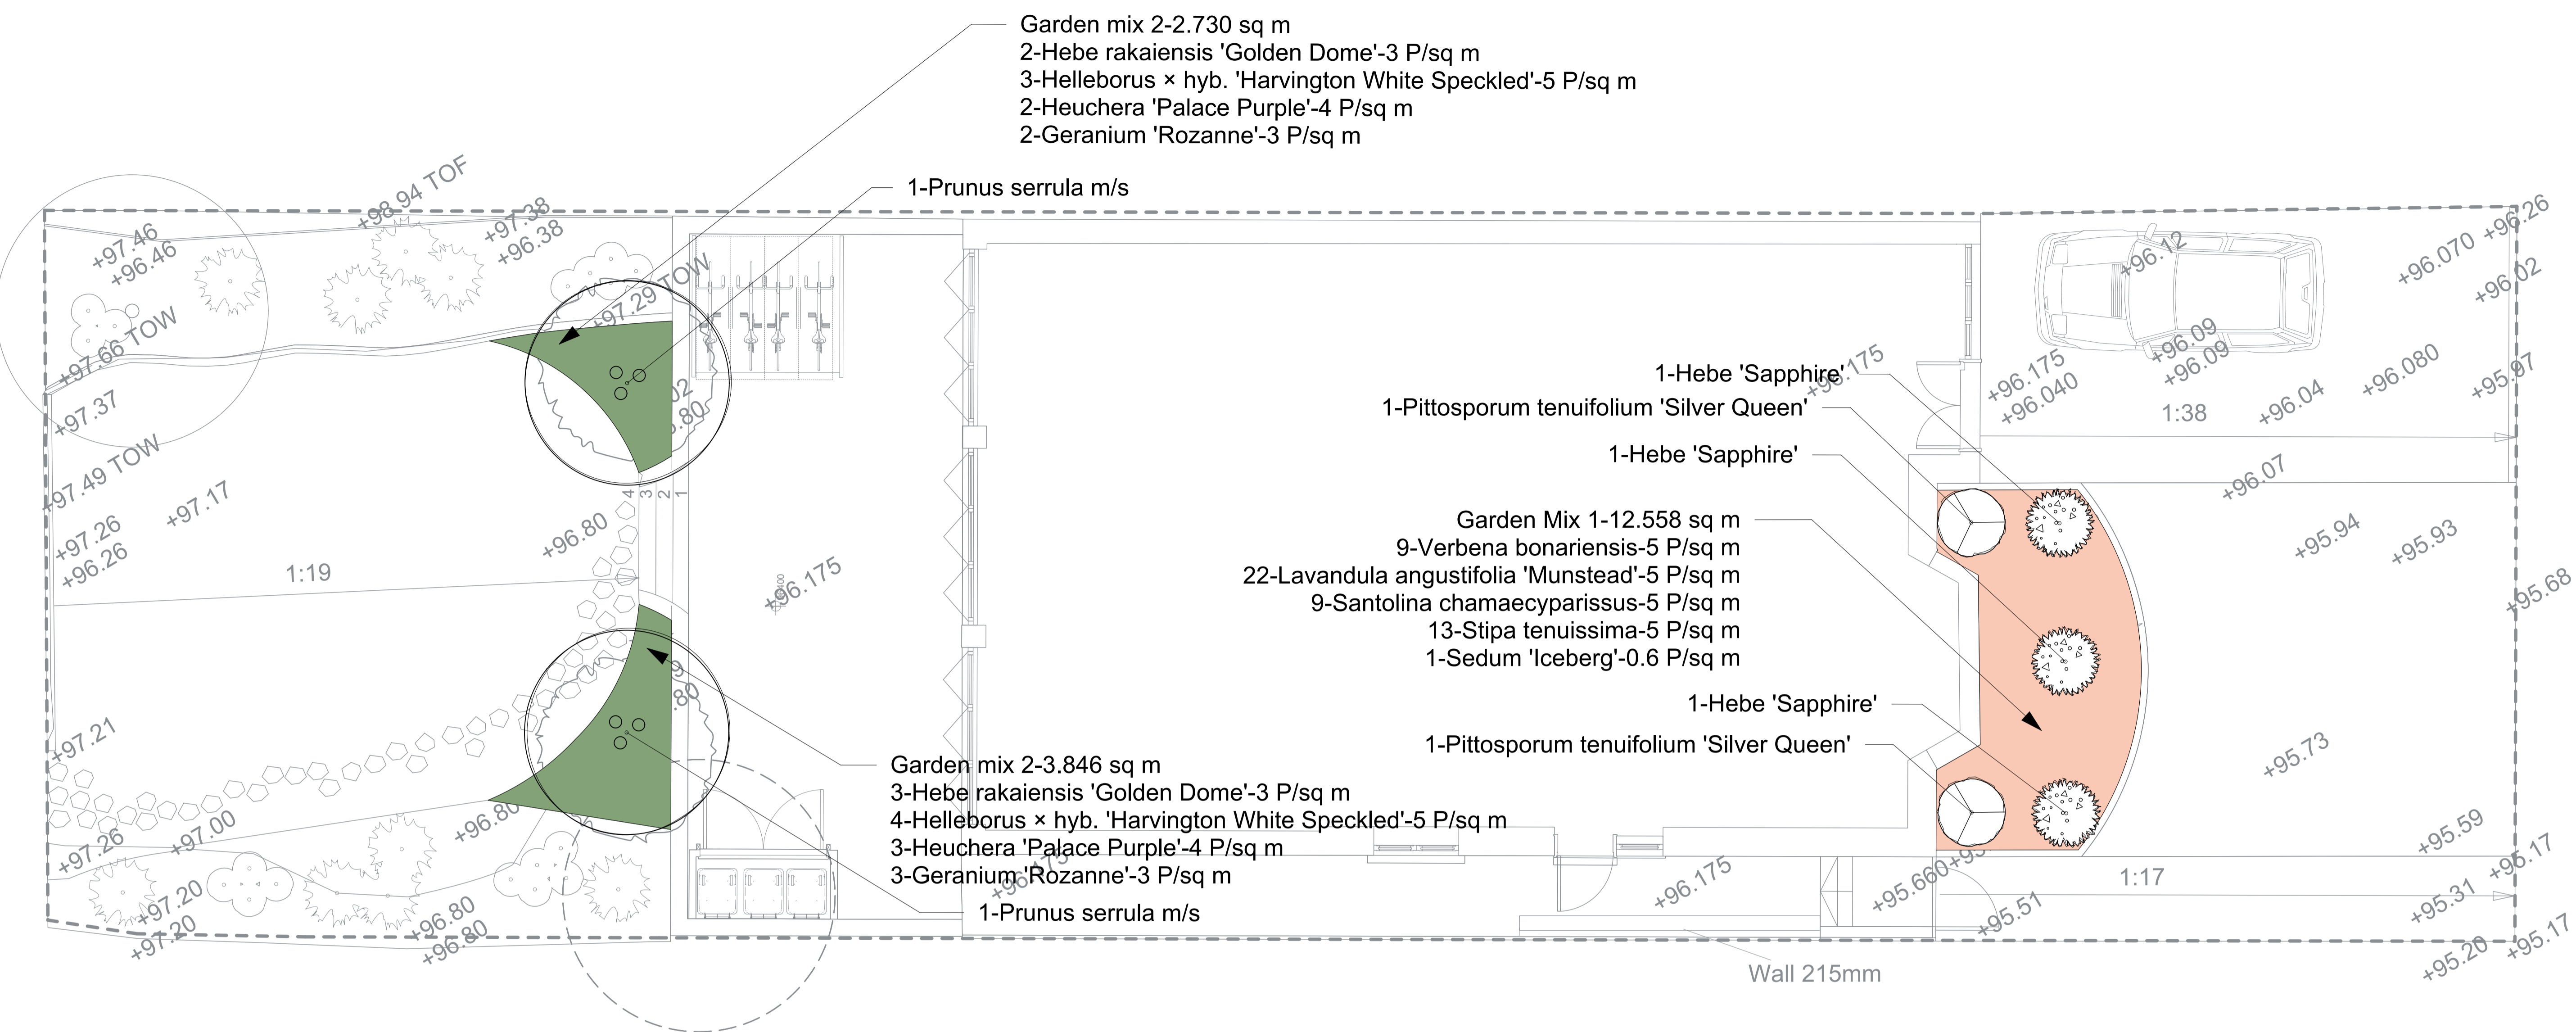 Garden mix 2-2.730 sq m
2-Hebe rakaiensis 'Golden Dome'-3 P/sq m
3-Helleborus × hyb. 'Harvington White Speckled'-5 P/sq m
2-Heuchera 'Palace Purple'-4 P/sq m
2-Geranium 'Rozanne'-3 P/sq m
1-Prunus serrula m/s
+98.94 TOF
+97.46
+96.46
+97.38
+96.38
+97.29 TOW
+97.66 TOW
+97.37
+97.49 TOW
+97.17
+97.26
+96.26
+96.80
1:19
4
3
2
1
+96.175
+97.21
+97.26
+97.00
+96.80
+97.20
+97.20
+96.80
+96.80
Garden mix 2-3.846 sq m
3-Hebe rakaiensis 'Golden Dome'-3 P/sq m
4-Helleborus × hyb. 'Harvington White Speckled'-5 P/sq m
3-Heuchera 'Palace Purple'-4 P/sq m
3-Geranium 'Rozanne'-3 P/sq m
1-Prunus serrula m/s
+96.175
1-Hebe 'Sapphire'
+96.175
1-Pittosporum tenuifolium 'Silver Queen'
1-Hebe 'Sapphire'
Garden Mix 1-12.558 sq m
9-Verbena bonariensis-5 P/sq m
22-Lavandula angustifolia 'Munstead'-5 P/sq m
9-Santolina chamaecyparissus-5 P/sq m
13-Stipa tenuissima-5 P/sq m
1-Sedum 'Iceberg'-0.6 P/sq m
1-Hebe 'Sapphire'
1-Pittosporum tenuifolium 'Silver Queen'
+96.175
Wall 215mm
+96.12
+96.070
+96.26
+96.02
+96.09
+96.09
+96.175
+96.040
+96.04
+96.080
+95.97
1:38
+96.07
+95.94
+95.93
+95.68
+95.73
+95.59
+95.17
1:17
+95.660
+95.51
+95.31
+95.20
+95.17